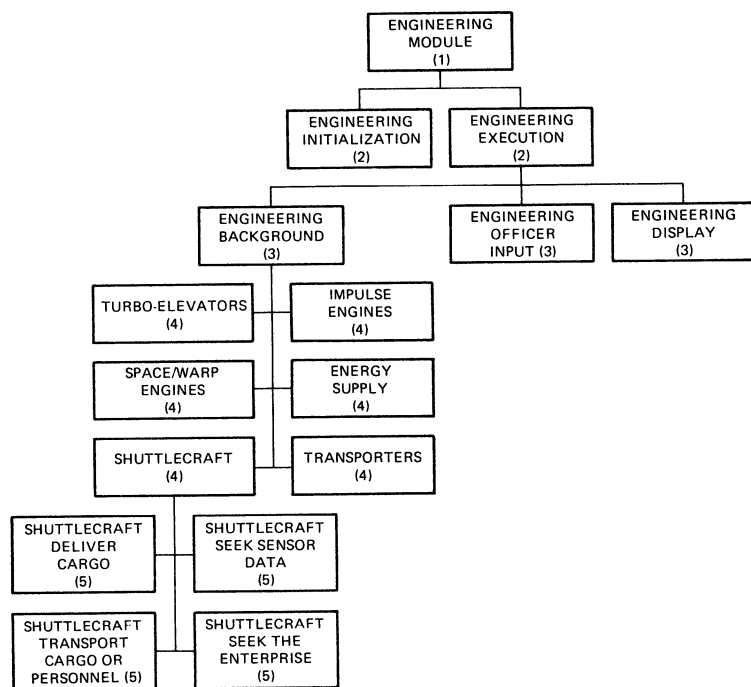 ENGINEERING
MODULE
(1)
ENGINEERING
INITIALIZATION
(2)
ENGINEERING
EXECUTION
(2)
ENGINEERING
BACKGROUND
(3)
ENGINEERING
OFFICER
INPUT (3)
ENGINEERING
DISPLAY
(3)
TURBO-ELEVATORS
(4)
IMPULSE
ENGINES
(4)
SPACE/WARP
ENGINES
(4)
ENERGY
SUPPLY
(4)
SHUTTLECRAFT
(4)
TRANSPORTERS
(4)
SHUTTLECRAFT
DELIVER
CARGO
(5)
SHUTTLECRAFT
SEEK SENSOR
DATA
(5)
SHUTTLECRAFT
TRANSPORT
CARGO OR
PERSONNEL (5)
SHUTTLECRAFT
SEEK THE
ENTERPRISE
(5)